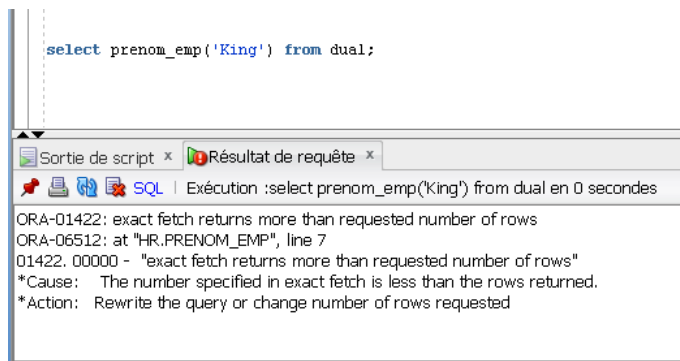 select prenom_emp('King') from dual;
Sortie de script x Résultat de requête x
SQL | Exécution :select prenom_emp('King') from dual en 0 secondes
ORA-01422: exact fetch returns more than requested number of rows
ORA-06512: at "HR.PRENOM_EMP", line 7
01422. 00000 - "exact fetch returns more than requested number of rows"
*Cause: The number specified in exact fetch is less than the rows returned.
*Action: Rewrite the query or change number of rows requested